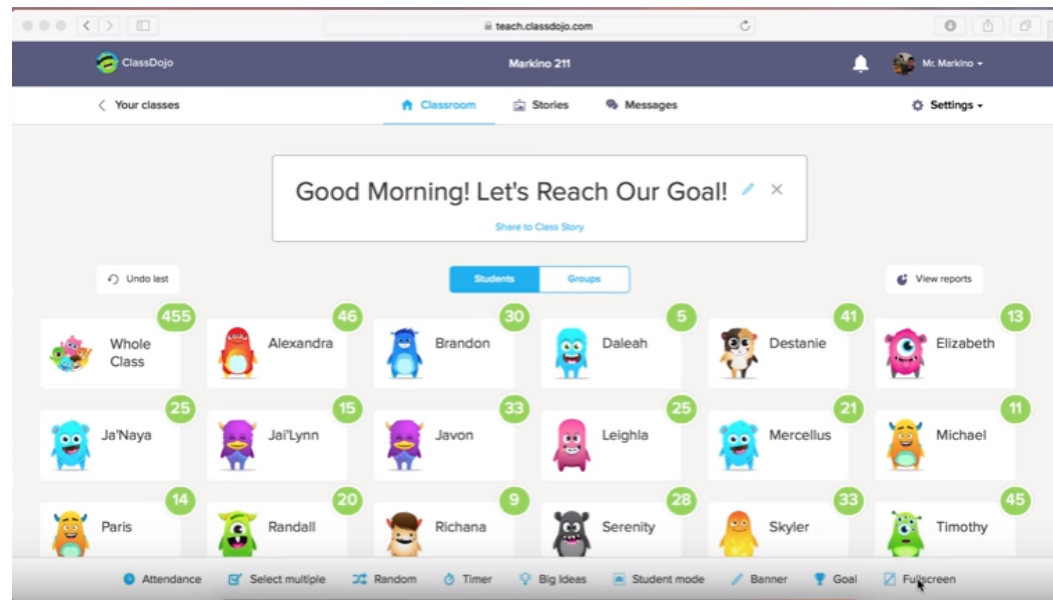 teach.classdojo.com
ClassDojo
Markino 211
Mr. Markino
Your classes
Classroom
Stories
Messages
Settings
Good Morning! Let's Reach Our Goal!
Share to Class Story
Undo last
Students
Groups
View reports
455
46
30
5
41
13
Whole
Class
Alexandra
Brandon
Daleah
Destanie
Elizabeth
25
15
33
25
21
11
Ja'Naya
Jai'Lynn
Javon
Leighla
Mercellus
Michael
14
20
9
28
33
45
Paris
Randall
Richana
Serenity
Skyler
Timothy
Attendance
Select multiple
Random
Timer
Big Ideas
Student mode
Banner
Goal
Fullscreen